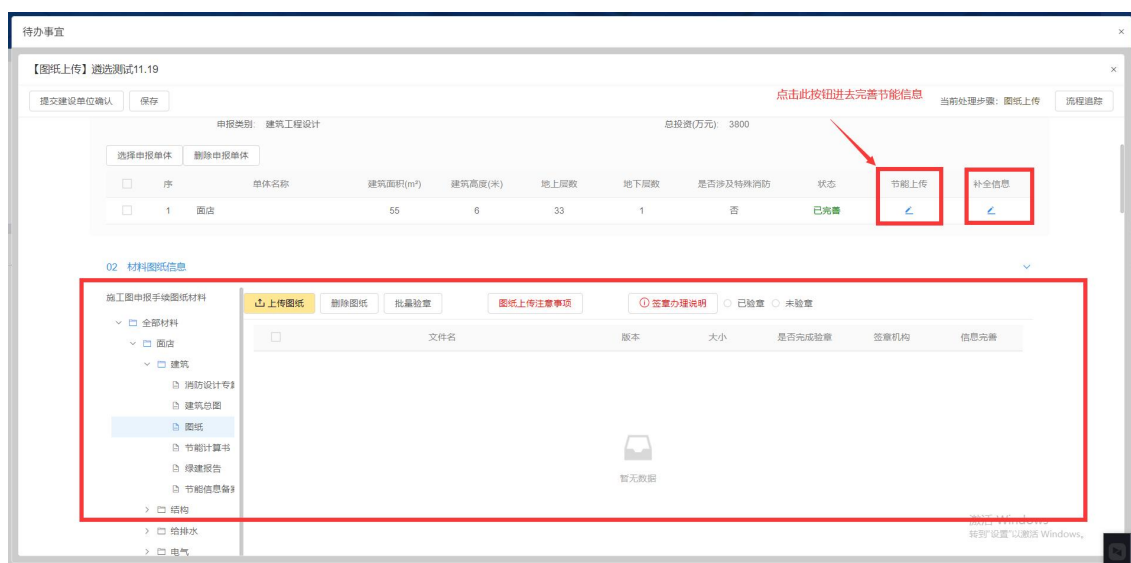 待办事宜
【图纸上传】遴选测试11.19
提交建设单位确认 保存 点击此按钮进去完善节能信息 当前处理步骤：图纸上传 流程追踪
申报类别: 建筑工程设计 总投资(万元): 3800
选择申报单体 删除申报单体
序 单体名称 建筑面积(m²) 建筑高度(米) 地上层数 地下层数 是否涉及特殊消防 状态 节能上传 补全信息
1 面店 55 6 33 1 否 已完善
02 材料图纸信息
施工图申报手续图纸材料 上传图纸 删除图纸 批量验章 图纸上传注意事项 签章办理说明 已验章 未验章
全部材料 文件名 版本 大小 是否完成验章 签章机构 信息完善
面店
建筑
消防设计专
建筑总图
图纸
节能计算书
绿建报告
节能信息备
暂无数据
结构
给排水
电气
激活 Windows
转到"设置"以激活 Windows。